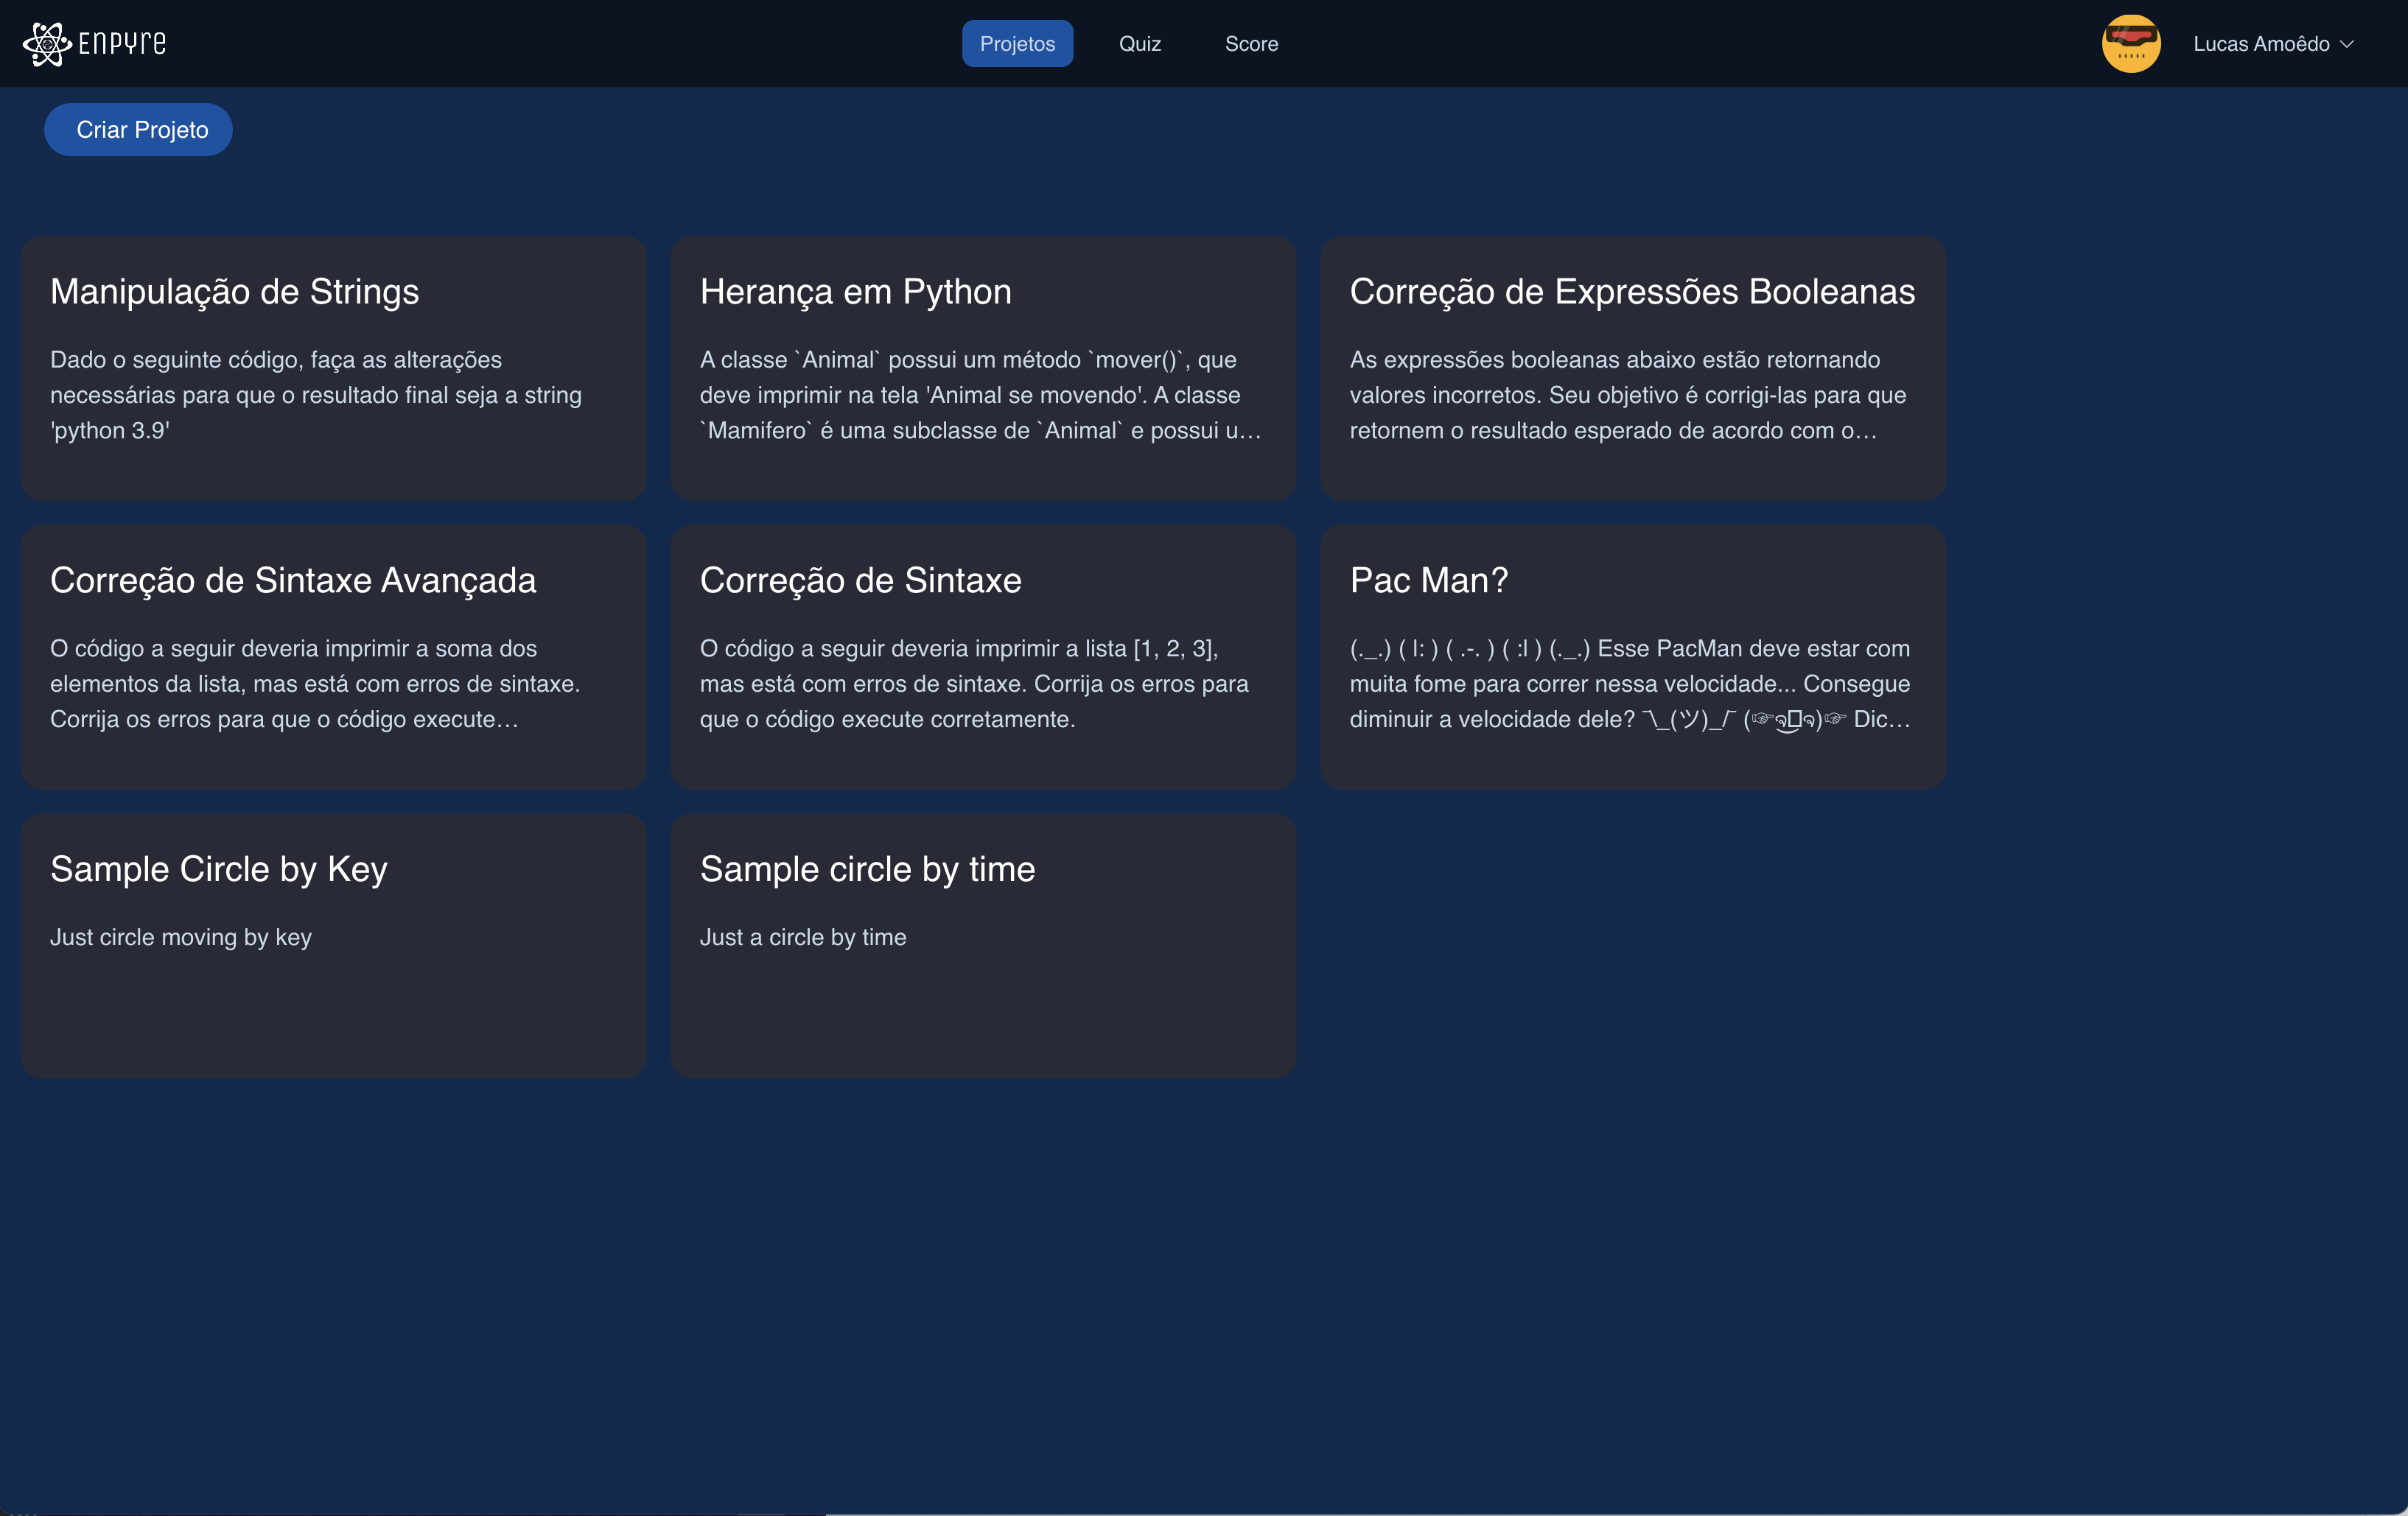 ENPYRE
Projetos
Quiz
Score
Lucas Amoêdo
Criar Projeto
Manipulação de Strings
Dado o seguinte código, faça as alterações
necessárias para que o resultado final seja a string
'python 3.9'
Herança em Python
A classe `Animal` possui um método `mover()`, que
deve imprimir na tela 'Animal se movendo'. A classe
`Mamifero` é uma subclasse de `Animal` e possui u…
Correção de Expressões Booleanas
As expressões booleanas abaixo estão retornando
valores incorretos. Seu objetivo é corrigi-las para que
retornem o resultado esperado de acordo com o…
Correção de Sintaxe Avançada
O código a seguir deveria imprimir a soma dos
elementos da lista, mas está com erros de sintaxe.
Corrija os erros para que o código execute…
Correção de Sintaxe
O código a seguir deveria imprimir a lista [1, 2, 3],
mas está com erros de sintaxe. Corrija os erros para
que o código execute corretamente.
Pac Man?
(._.) ( l: ) ( .-. ) ( :l ) (._.) Esse PacMan deve estar com
muita fome para correr nessa velocidade... Consegue
diminuir a velocidade dele? ¯\_(ツ)_/¯ Dic…
Sample Circle by Key
Just circle moving by key
Sample circle by time
Just a circle by time